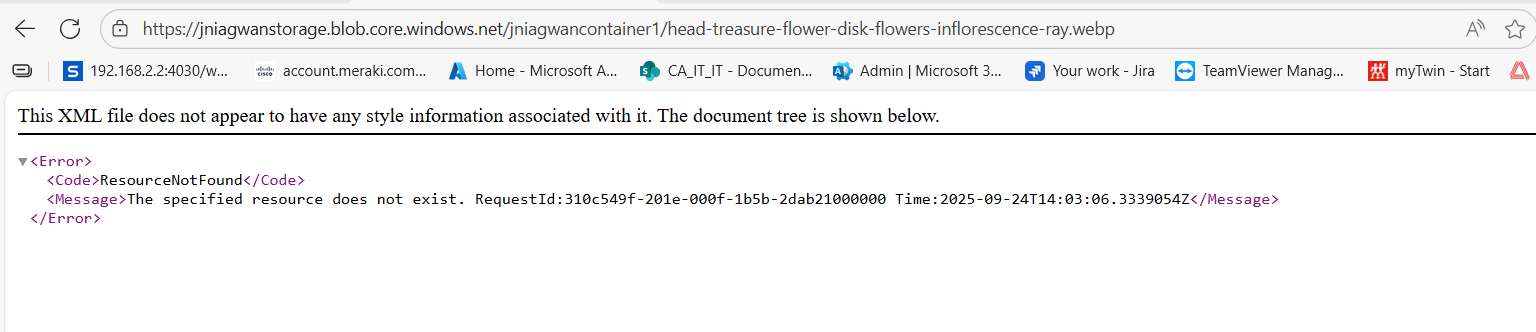 https://jniagwanstorage.blob.core.windows.net/jniagwancontainer1/head-treasure-flower-disk-flowers-inflorescence-ray.webp
S 192.168.2.2:4030/w... cisco account.meraki.com... Home - Microsoft A... CA_IT_IT - Documen... Admin | Microsoft 3... Your work - Jira TeamViewer Manag... myTwin - Start
This XML file does not appear to have any style information associated with it. The document tree is shown below.
<Error>
<Code>ResourceNotFound</Code>
<Message>The specified resource does not exist. RequestId:310c549f-201e-000f-1b5b-2dab21000000 Time:2025-09-24T14:03:06.3339054Z</Message>
</Error>